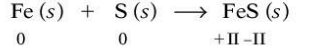 Fe (s) + S (s) ⟶ FeS (s)
0 0 +II –II